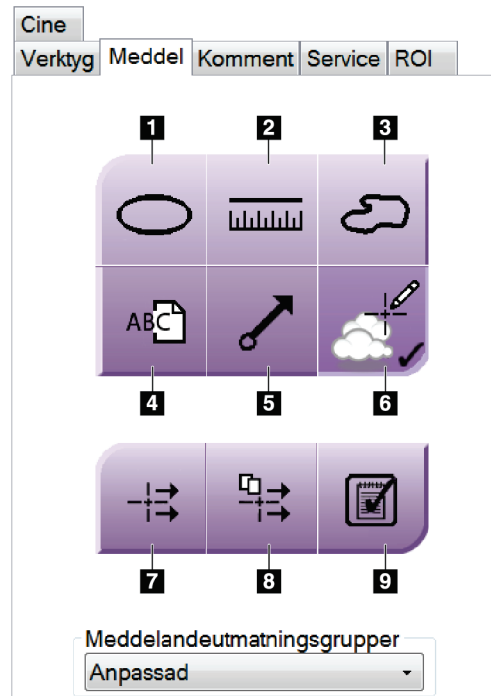 Cine
Verktyg Meddel Komment Service ROI
1 2 3
ABC
4 5 6
7 8 9
Meddelandeutmatningsgrupper
Anpassad